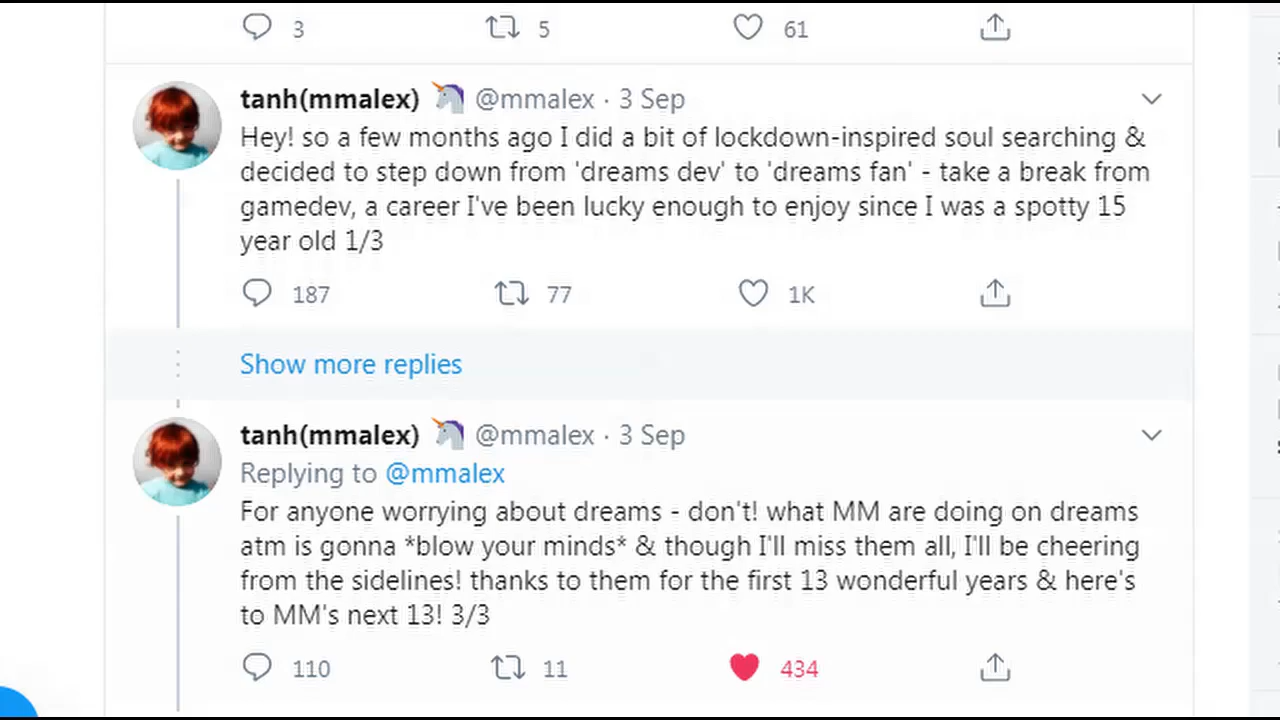 3 5 61
tanh(mmalex) 🦄 @mmalex · 3 Sep
Hey! so a few months ago I did a bit of lockdown-inspired soul searching &
decided to step down from 'dreams dev' to 'dreams fan' - take a break from
gamedev, a career I've been lucky enough to enjoy since I was a spotty 15
year old 1/3
187 77 1K
Show more replies
tanh(mmalex) 🦄 @mmalex · 3 Sep
Replying to @mmalex
For anyone worrying about dreams - don't! what MM are doing on dreams
atm is gonna *blow your minds* & though I'll miss them all, I'll be cheering
from the sidelines! thanks to them for the first 13 wonderful years & here's
to MM's next 13! 3/3
110 11 434